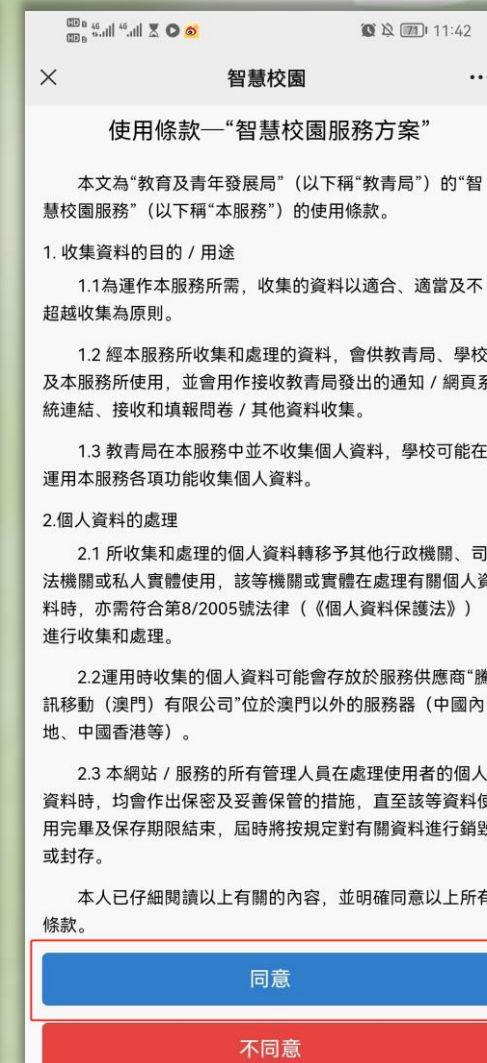 11:42
智慧校園
使用條款—“智慧校園服務方案”
本文為“教育及青年發展局”（以下稱“教青局”）的“智
慧校園服務”（以下稱“本服務”）的使用條款。
1. 收集資料的目的 / 用途
1.1為運作本服務所需，收集的資料以適合、適當及不
超越收集為原則。
1.2 經本服務所收集和處理的資料，會供教青局、學校
及本服務所使用，並會用作接收教青局發出的通知 / 網頁系
統連結、接收和填報問卷 / 其他資料收集。
1.3 教青局在本服務中並不收集個人資料，學校可能在
運用本服務各項功能收集個人資料。
2.個人資料的處理
2.1 所收集和處理的個人資料轉移予其他行政機關、司
法機關或私人實體使用，該等機關或實體在處理有關個人資
料時，亦需符合第8/2005號法律（《個人資料保護法》）
進行收集和處理。
2.2運用時收集的個人資料可能會存放於服務供應商“騰
訊移動（澳門）有限公司”位於澳門以外的服務器（中國內
地、中國香港等）。
2.3 本網站 / 服務的所有管理人員在處理使用者的個人
資料時，均會作出保密及妥善保管的措施，直至該等資料使
用完畢及保存期限結束，屆時將按規定對有關資料進行銷毀
或封存。
本人已仔細閱讀以上有關的內容，並明確同意以上所有
條款。
同意
不同意